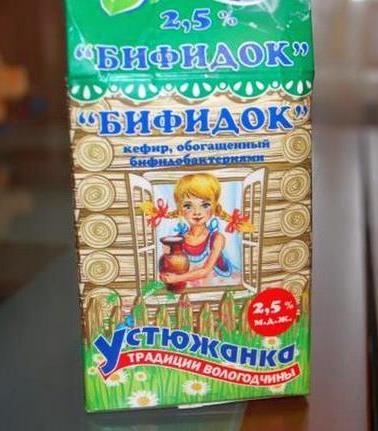 2,5 %
"БИФИДОК"
"БИФИДОК"
кефир, обогащенный
бифидобактериями
2,5 %
м.д.ж.
Устюжанка
ТРАДИЦИИ ВОЛОГОДЧИНЫ